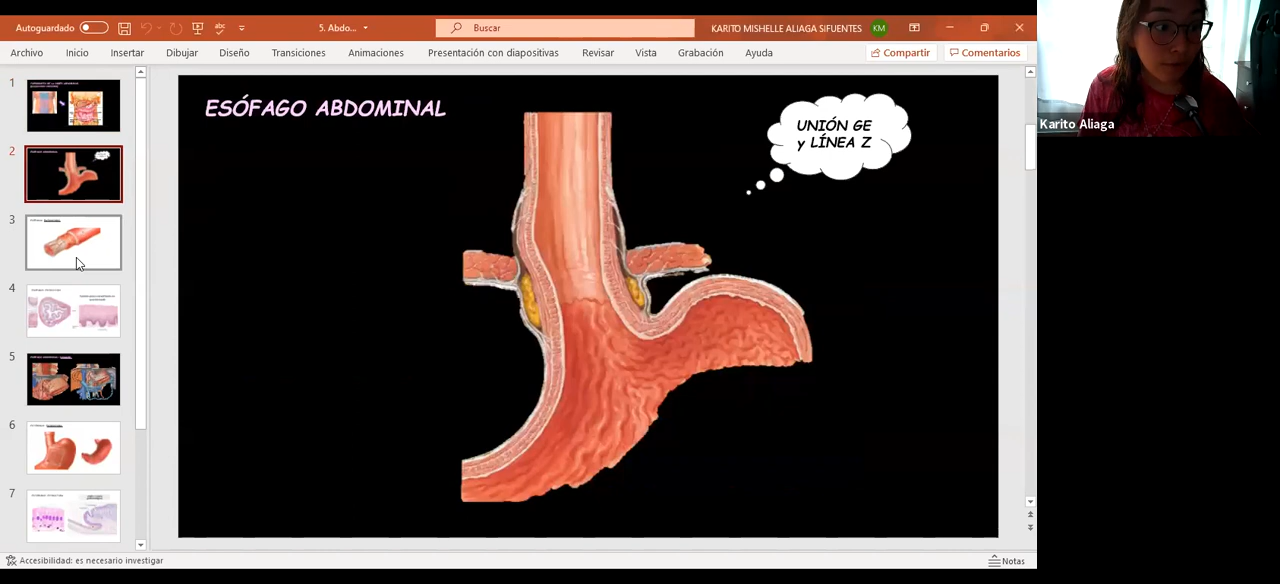 Autoguardado
5. Abdo...
Buscar
KARITO MISHELLE ALIAGA SIFUENTES
KM
Archivo
Inicio
Insertar
Dibujar
Diseño
Transiciones
Animaciones
Presentación con diapositivas
Revisar
Vista
Grabación
Ayuda
Compartir
Comentarios
1
2
3
4
5
6
7
ESÓFAGO ABDOMINAL
UNIÓN GE
y LÍNEA Z
Karito Aliaga
Accesibilidad: es necesario investigar
Notas